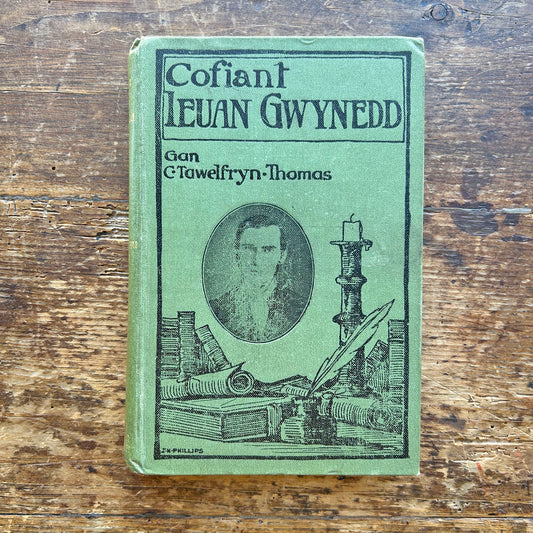 Cofiant
IEUAN GWYNEDD
Gan
C·Tawelfryn·Thomas
J·K·PHILLIPS